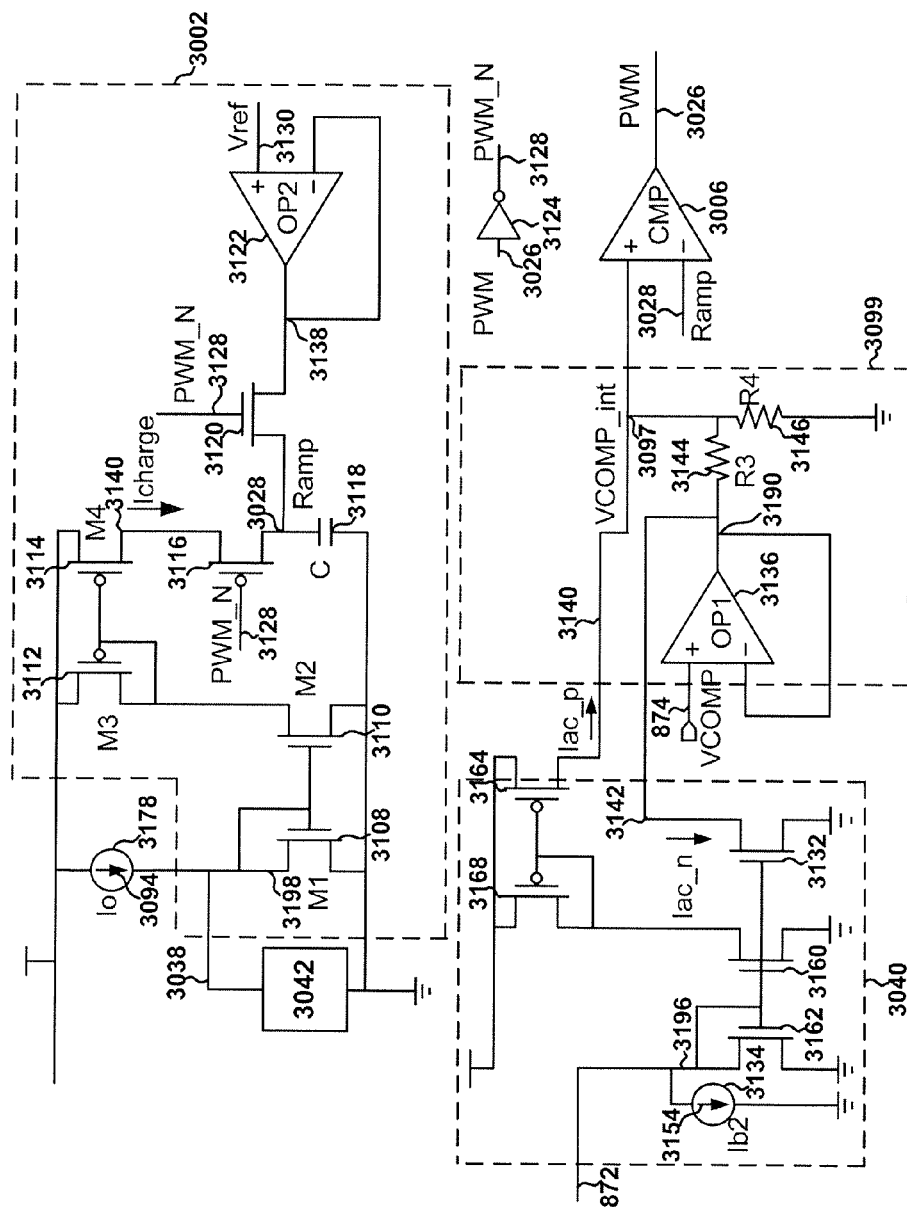 3002
3178
Io
3094
3038
3042
3198
M1
3108
M2
3110
3112
M3
3114
M4
3140
Icharge
3116
PWM_N
3128
3028
Ramp
C
3118
PWM_N
3128
3120
3122
OP2
+
−
Vref
3130
3138
PWM
3026
3124
PWM_N
3128
PWM
3026
CMP
+
−
3006
3028
Ramp
3099
VCOMP_int
3097
3144
R3
R4
3146
3190
3136
OP1
+
−
874
VCOMP
3140
Iac_p
3164
3168
3142
Iac_n
3132
3160
3040
3162
3196
3134
3154
Ib2
872